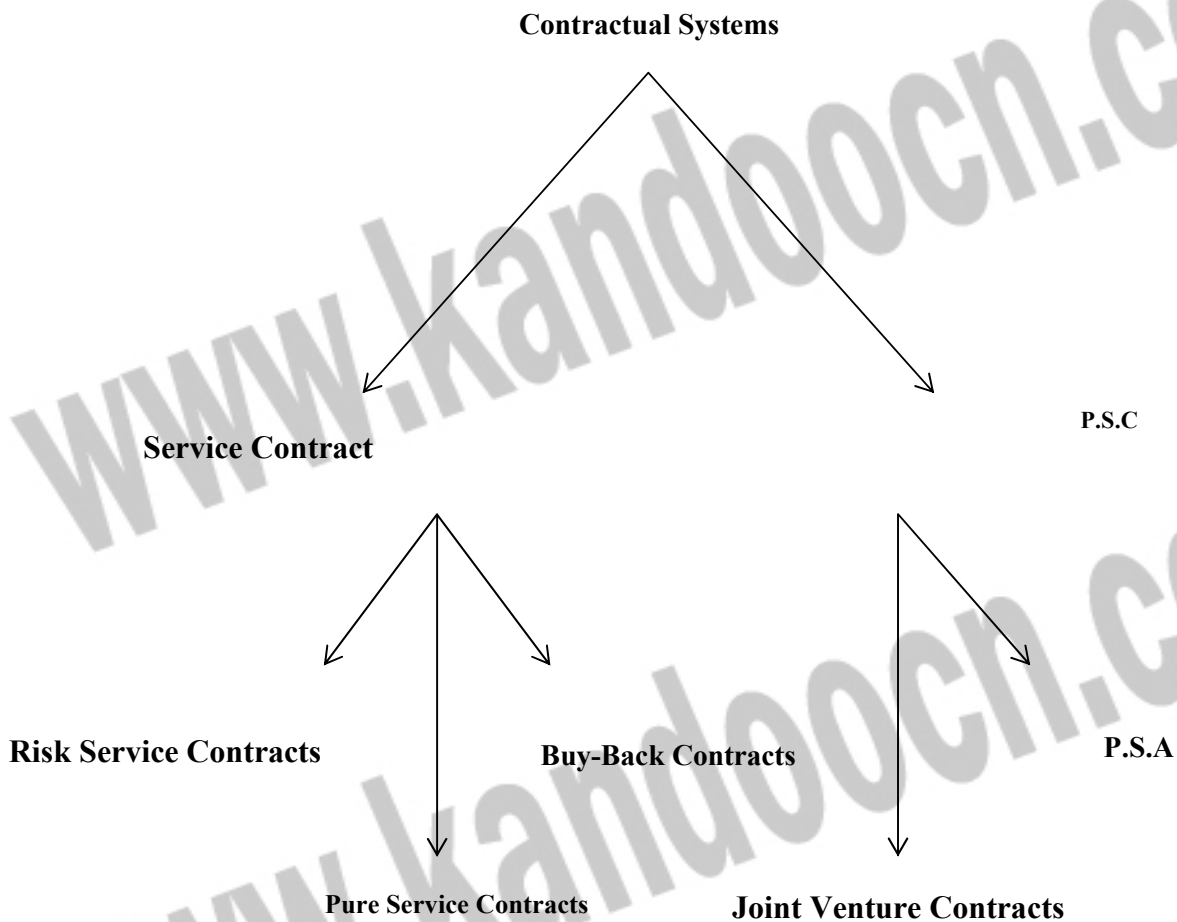 Contractual Systems
P.S.C
Service Contract
Risk Service Contracts
Buy-Back Contracts
P.S.A
Pure Service Contracts
Joint Venture Contracts
www.kandoocn.c
www.kandoocn.c